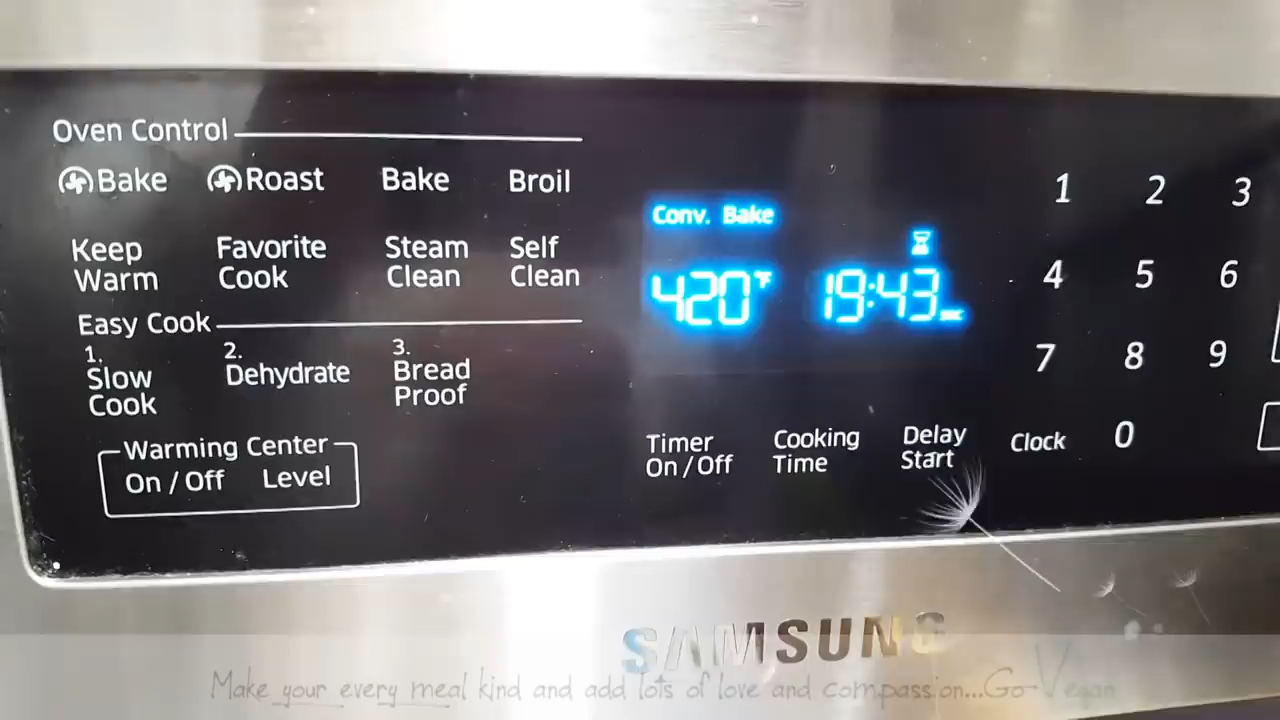 Oven Control
Bake Roast Bake Broil
Keep Warm Favorite Cook Steam Clean Self Clean
Easy Cook
1. Slow Cook 2. Dehydrate 3. Bread Proof
Warming Center
On / Off Level
Conv. Bake
420°F 19:43
Timer On / Off Cooking Time Delay Start Clock
1 2 3
4 5 6
7 8 9
0
SAMSUNG
Make your every meal kind and add lots of love and compassion...Go Vegan